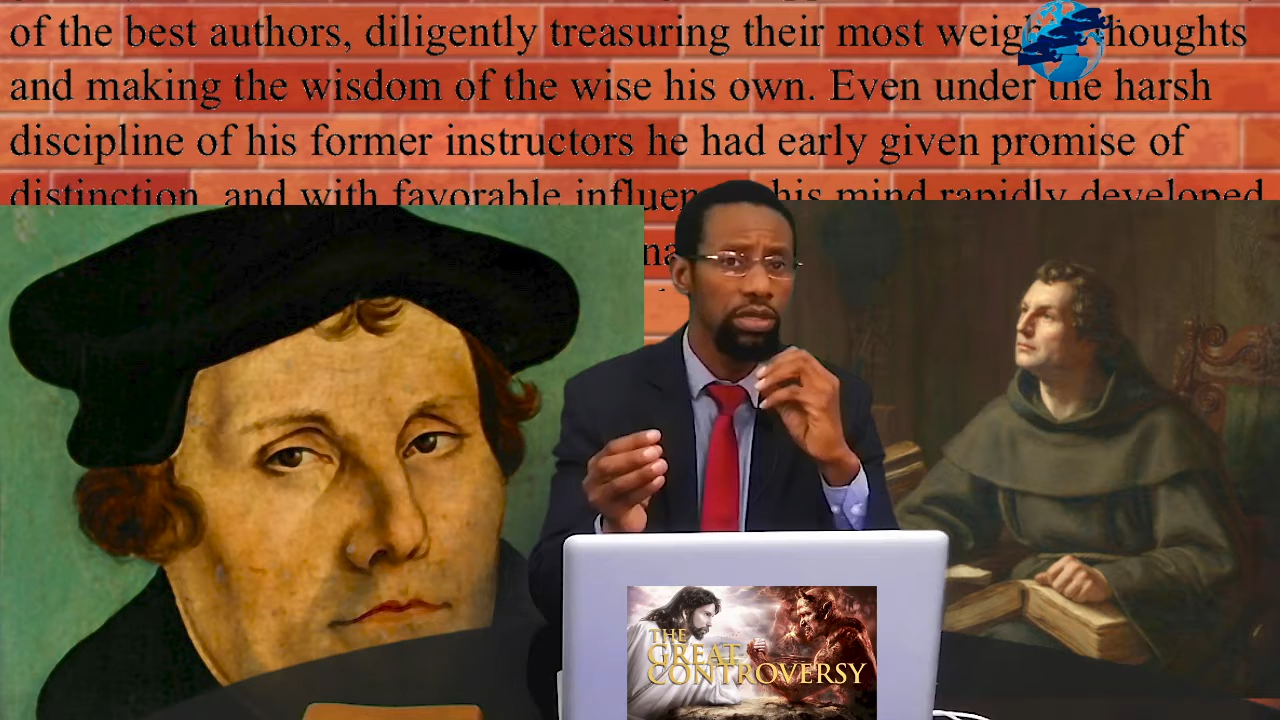 of the best authors, diligently treasuring their most thoughts
and making the wisdom of the wise his own. Even under the harsh
discipline of his former instructors he had early given promise of
distinction, and with favorable his mind rapidly developed
THE
GREAT
CONTROVERSY